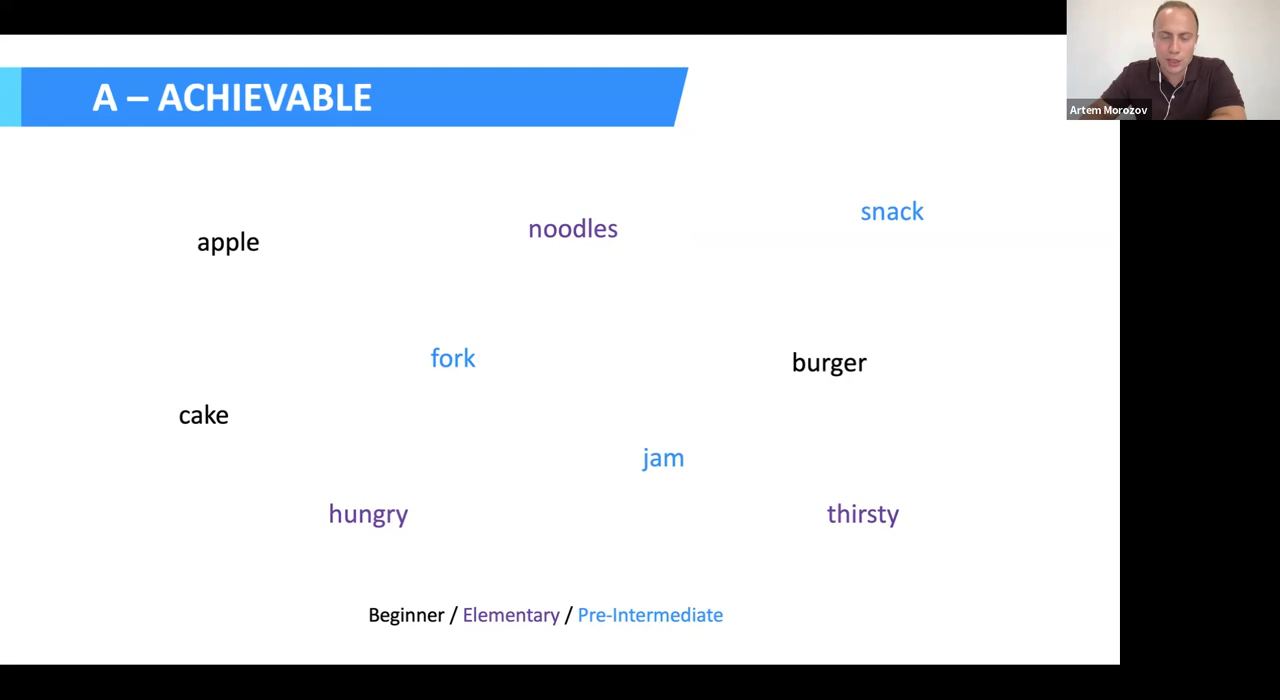 A – ACHIEVABLE
Artem Morozov
snack
noodles
apple
fork
burger
cake
jam
hungry
thirsty
Beginner / Elementary / Pre-Intermediate